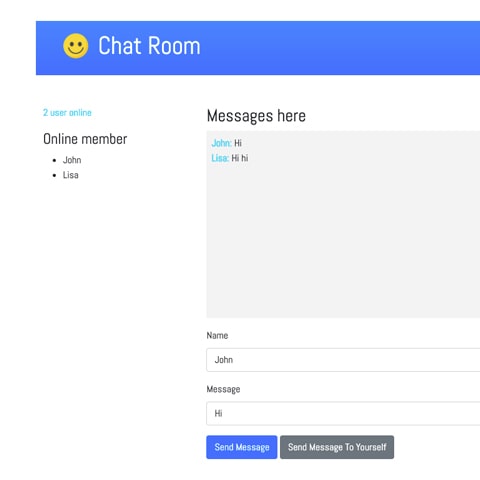 Chat Room
2 user online
Online member
John
Lisa
Messages here
John: Hi
Lisa: Hi hi
Name
John
Message
Hi
Send Message
Send Message To Yourself